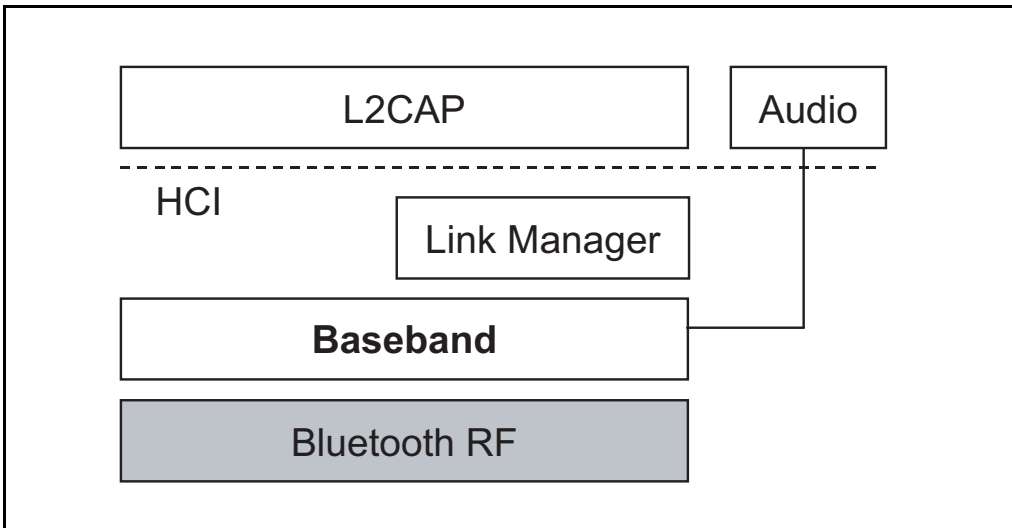 L2CAP
Audio
HCI
Link Manager
Baseband
Bluetooth RF